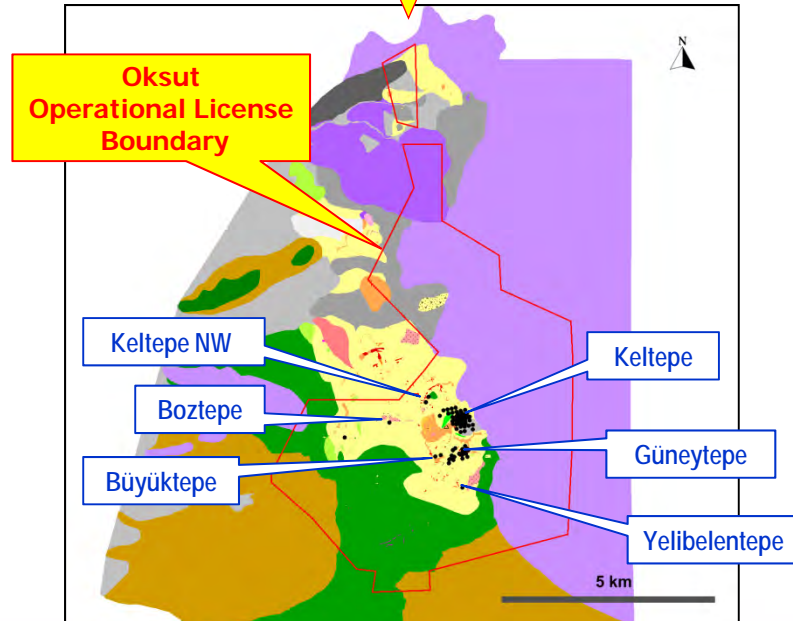 N
Oksut
Operational License
Boundary
Keltepe NW
Keltepe
Boztepe
Güneytepe
Büyüktepe
Yelibelentepe
5 km